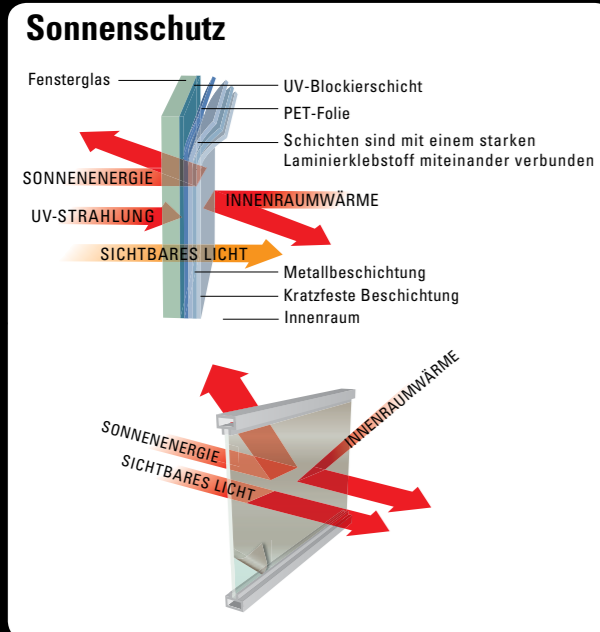 Sonnenschutz
Fensterglas
UV-Blockierschicht
PET-Folie
Schichten sind mit einem starken
Laminierklebstoff miteinander verbunden
SONNENENERGIE
INNENRAUMWÄRME
UV-STRAHLUNG
SICHTBARES LICHT
Metallbeschichtung
Kratzfeste Beschichtung
Innenraum
SONNENENERGIE
INNENRAUMWÄRME
SICHTBARES LICHT